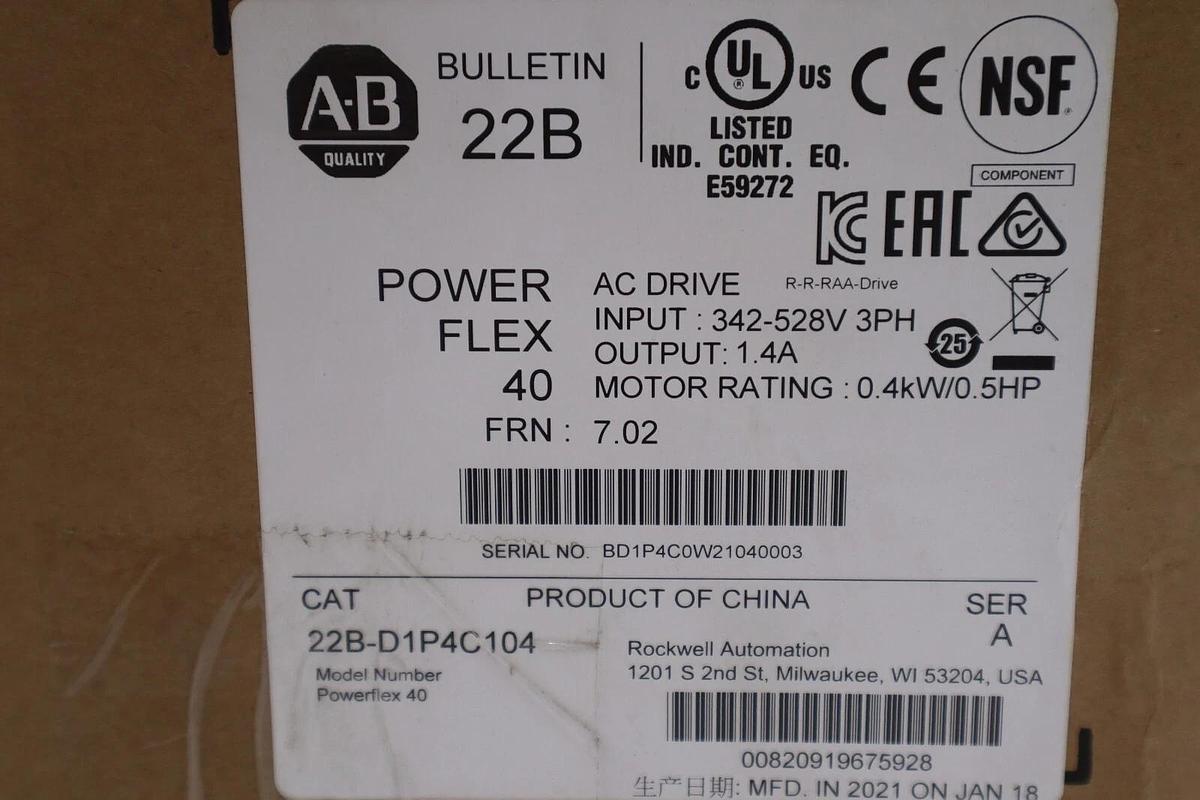 A-B
QUALITY
BULLETIN
22B
C UL US
®
LISTED
IND. CONT. EQ.
E59272
CE
NSF®
COMPONENT
KC EAC
R-R-RAA-Drive
POWER
FLEX
40
AC DRIVE
INPUT : 342-528V 3PH
OUTPUT: 1.4A
MOTOR RATING : 0.4kW/0.5HP
25
FRN : 7.02
SERIAL NO. BD1P4C0W21040003
CAT
22B-D1P4C104
Model Number
Powerflex 40
PRODUCT OF CHINA
SER
A
Rockwell Automation
1201 S 2nd St, Milwaukee, WI 53204, USA
00820919675928
生产日期: MFD. IN 2021 ON JAN 18